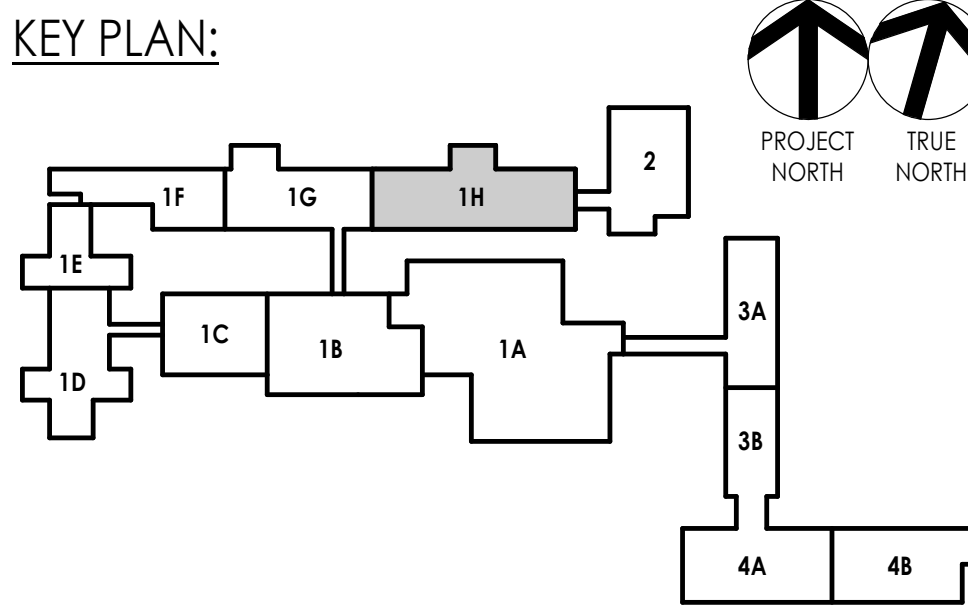 KEY PLAN:
PROJECT
NORTH
TRUE
NORTH
2
1F
1G
1H
1E
3A
1C
1B
1A
1D
3B
4A
4B